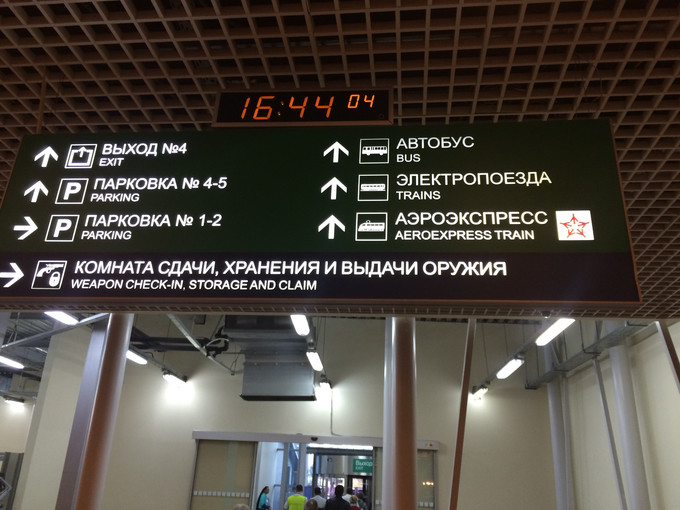 16:44 04
ВЫХОД №4
EXIT
P ПАРКОВКА № 4-5
PARKING
P ПАРКОВКА № 1-2
PARKING
АВТОБУС
BUS
ЭЛЕКТРОПОЕЗДА
TRAINS
АЭРОЭКСПРЕСС
AEROEXPRESS TRAIN
КОМНАТА СДАЧИ, ХРАНЕНИЯ И ВЫДАЧИ ОРУЖИЯ
WEAPON CHECK-IN, STORAGE AND CLAIM
Выход